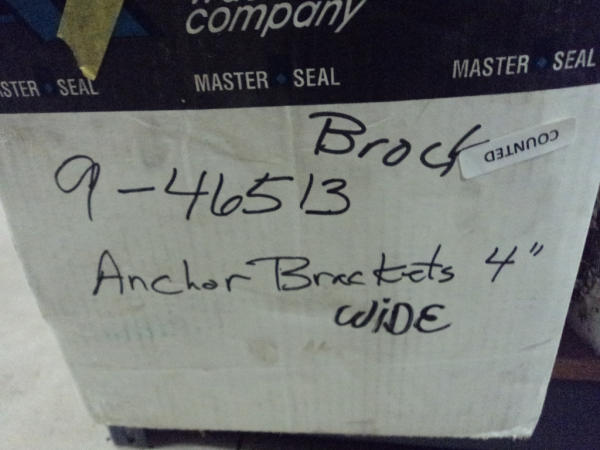 company
STER SEAL MASTER SEAL MASTER SEAL
Brock
COUNTED
9-46513
Anchor Brackets 4"
WIDE